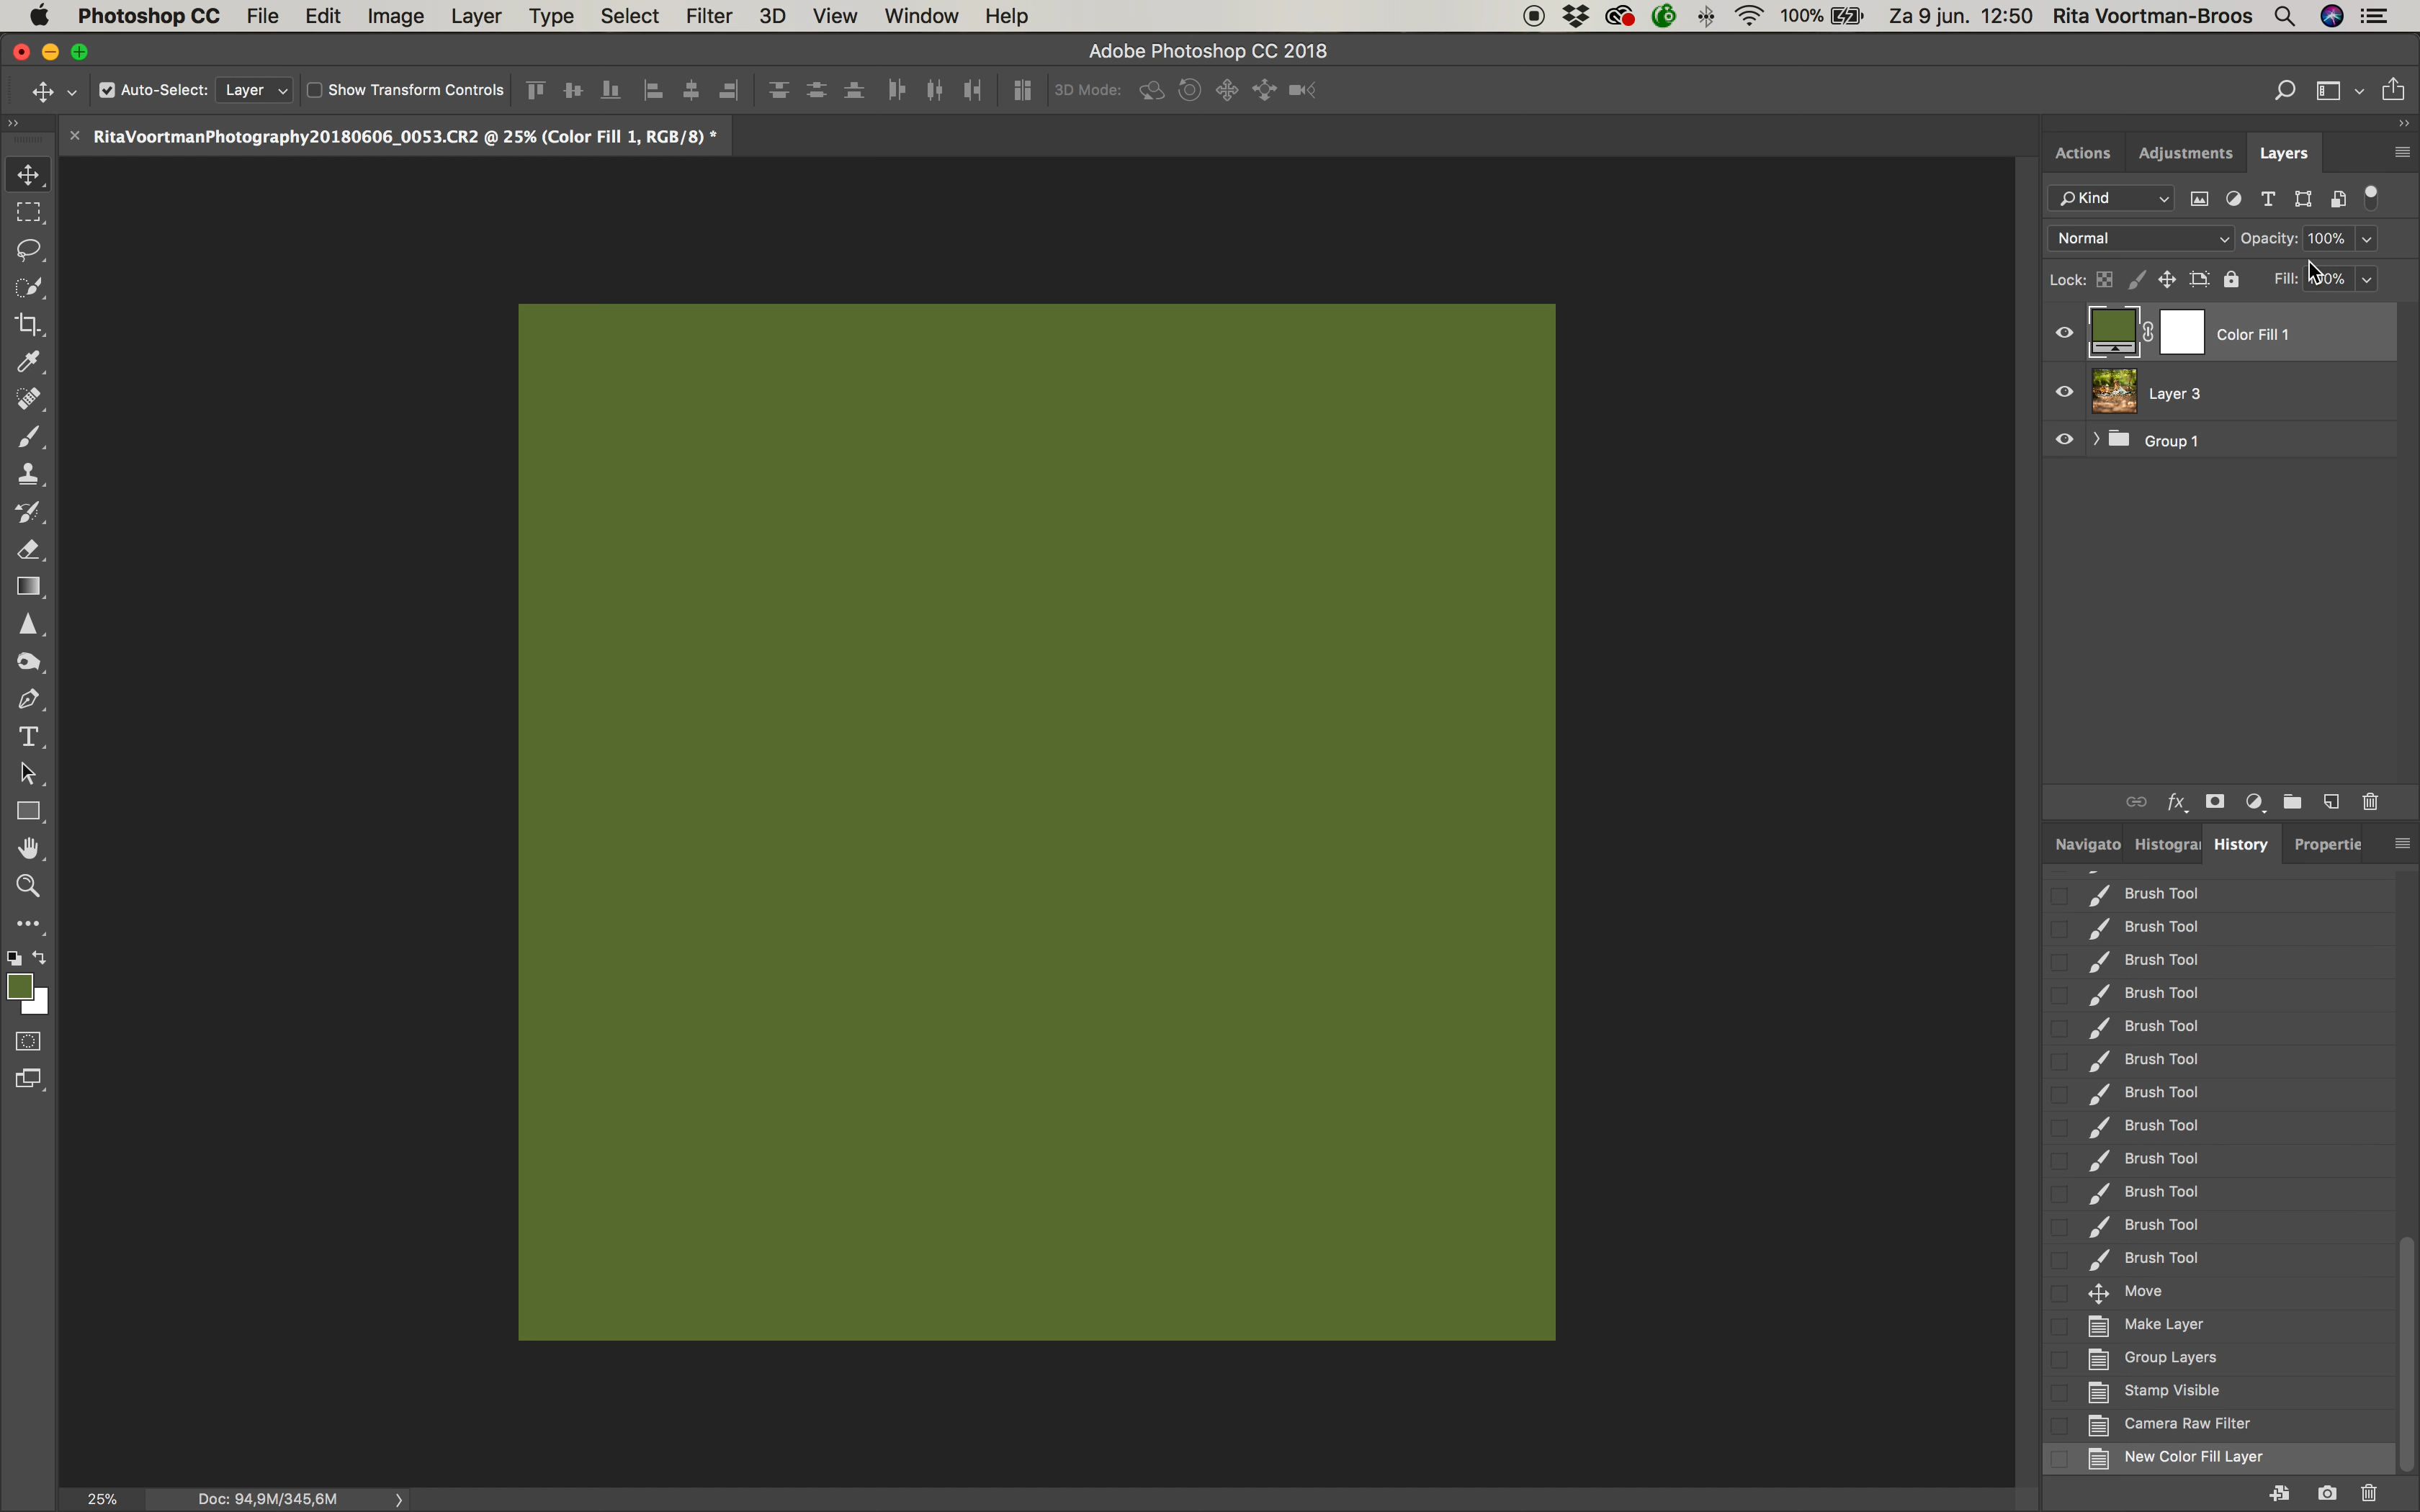 Photoshop CC File Edit Image Layer Type Select Filter 3D View Window Help 100% Za 9 jun. 12:50 Rita Voortman-Broos
Adobe Photoshop CC 2018
Auto-Select: Layer Show Transform Controls 3D Mode:
RitaVoortmanPhotography20180606_0053.CR2 @ 25% (Color Fill 1, RGB/8) *
Actions Adjustments Layers
Kind
Normal Opacity: 100%
Lock: Fill:
Color Fill 1
Layer 3
Group 1
fx
Navigato Histogra History Propertie
Brush Tool
Brush Tool
Brush Tool
Brush Tool
Brush Tool
Brush Tool
Brush Tool
Brush Tool
Brush Tool
Brush Tool
Brush Tool
Brush Tool
Move
Make Layer
Group Layers
Stamp Visible
Camera Raw Filter
New Color Fill Layer
25% Doc: 94,9M/345,6M